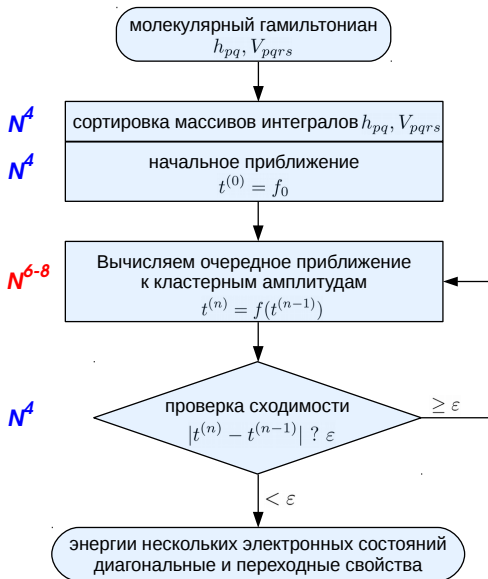 молекулярный гамильтониан
h_{pq}, V_{pqrs}
N^4
сортировка массивов интегралов h_{pq}, V_{pqrs}
N^4
начальное приближение
t^{(0)} = f_0
N^{6-8}
Вычисляем очередное приближение
к кластерным амплитудам
t^{(n)} = f(t^{(n-1)})
N^4
проверка сходимости
|t^{(n)} − t^{(n-1)}| ? ε
≥ ε
< ε
энергии нескольких электронных состояний
диагональные и переходные свойства